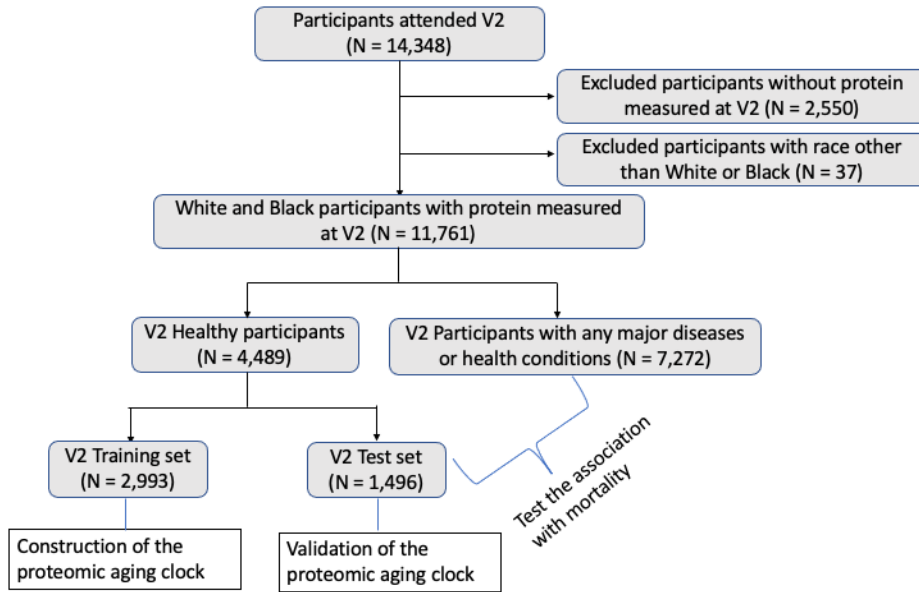 Participants attended V2
(N = 14,348)
Excluded participants without protein
measured at V2 (N = 2,550)
Excluded participants with race other
than White or Black (N = 37)
White and Black participants with protein measured
at V2 (N = 11,761)
V2 Healthy participants
(N = 4,489)
V2 Participants with any major diseases
or health conditions (N = 7,272)
V2 Training set
(N = 2,993)
V2 Test set
(N = 1,496)
Test the association
with mortality
Construction of the
proteomic aging clock
Validation of the
proteomic aging clock